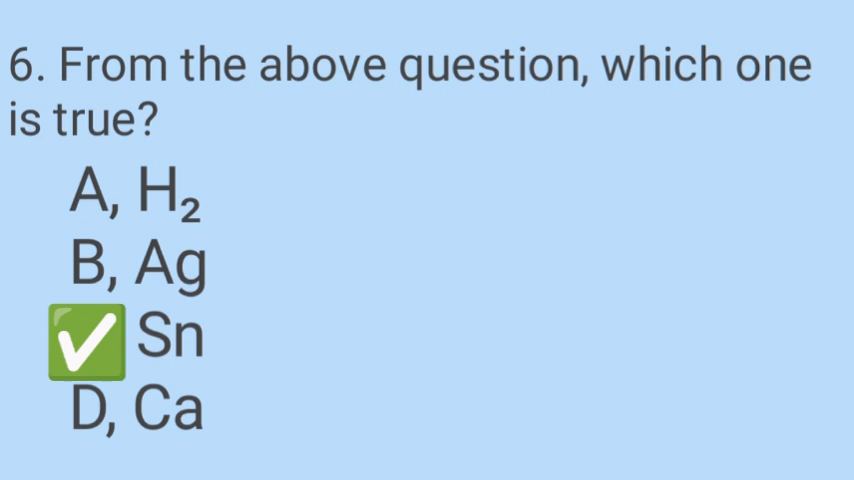 6. From the above question, which one
is true?
A, H₂
B, Ag
✅ Sn
D, Ca